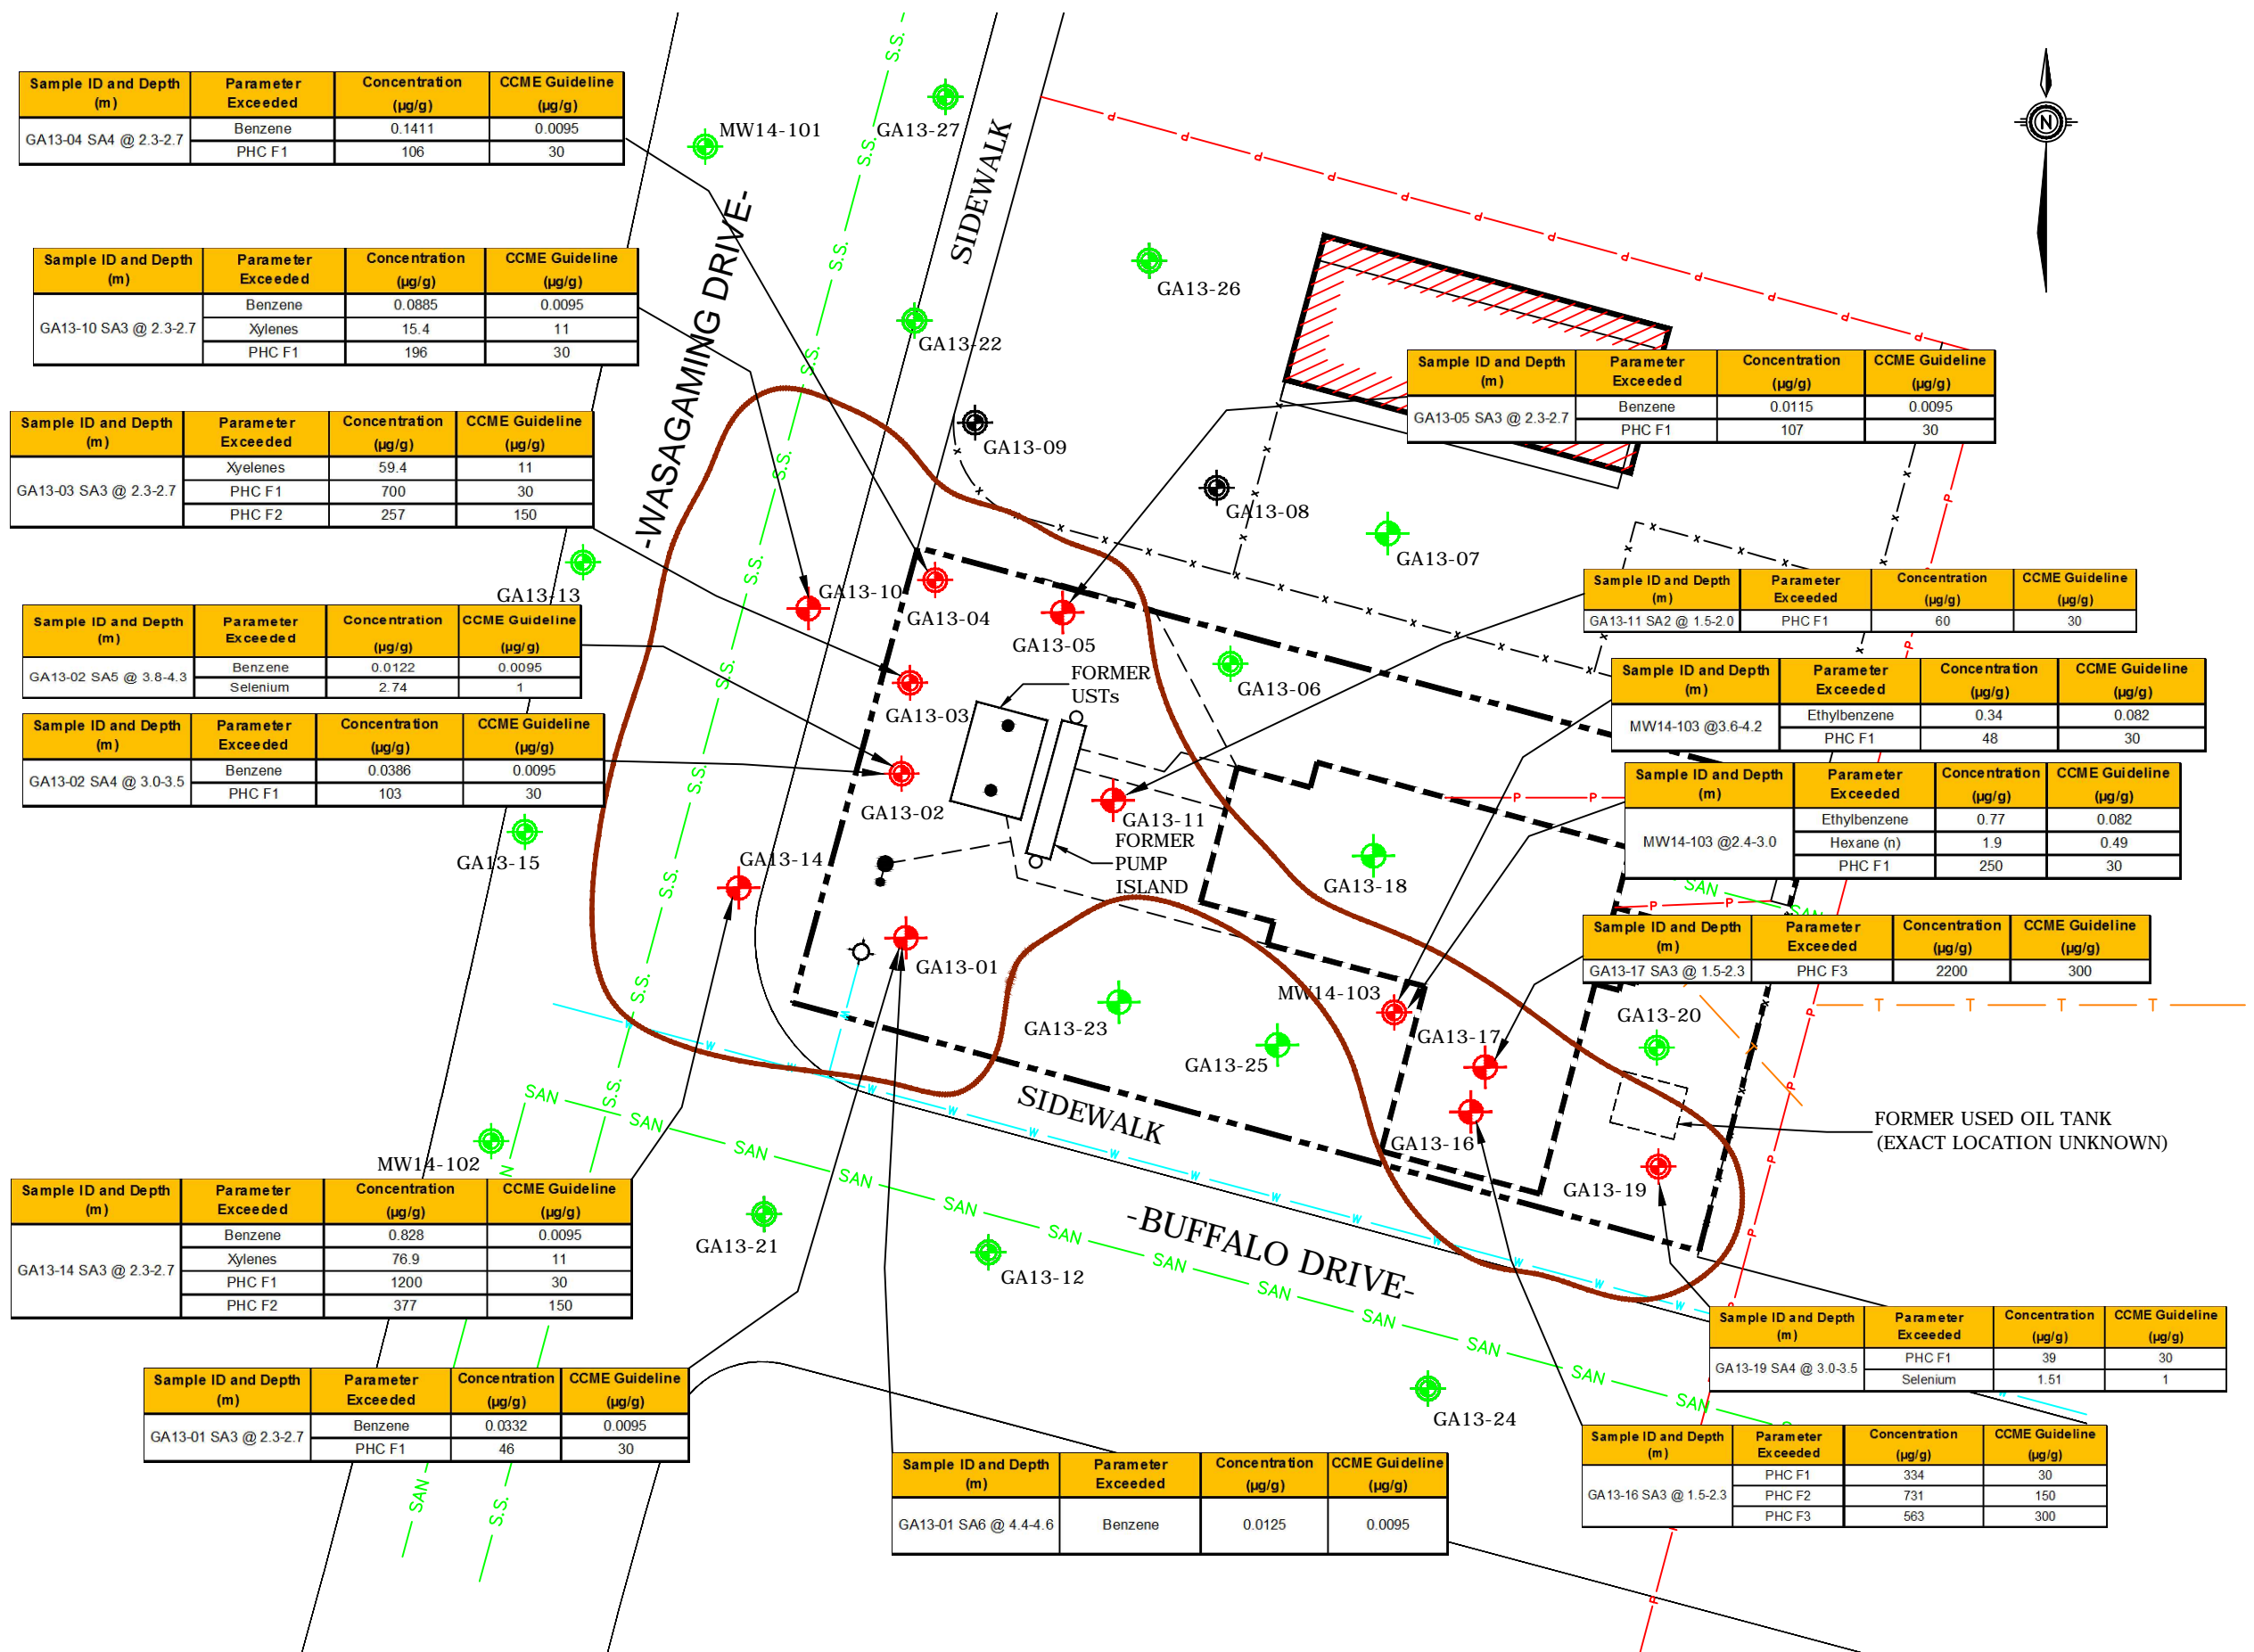 Sample ID and Depth (m) Parameter Exceeded Concentration (µg/g) CCME Guideline (µg/g)
GA13-04 SA4 @ 2.3-2.7 Benzene 0.1411 0.0095
PHC F1 106 30
Sample ID and Depth (m) Parameter Exceeded Concentration (µg/g) CCME Guideline (µg/g)
GA13-10 SA3 @ 2.3-2.7 Benzene 0.0885 0.0095
Xylenes 15.4 11
PHC F1 196 30
Sample ID and Depth (m) Parameter Exceeded Concentration (µg/g) CCME Guideline (µg/g)
GA13-03 SA3 @ 2.3-2.7 Xyelenes 59.4 11
PHC F1 700 30
PHC F2 257 150
Sample ID and Depth (m) Parameter Exceeded Concentration (µg/g) CCME Guideline (µg/g)
GA13-02 SA5 @ 3.8-4.3 Benzene 0.0122 0.0095
Selenium 2.74 1
Sample ID and Depth (m) Parameter Exceeded Concentration (µg/g) CCME Guideline (µg/g)
GA13-02 SA4 @ 3.0-3.5 Benzene 0.0386 0.0095
PHC F1 103 30
Sample ID and Depth (m) Parameter Exceeded Concentration (µg/g) CCME Guideline (µg/g)
GA13-14 SA3 @ 2.3-2.7 Benzene 0.828 0.0095
Xylenes 76.9 11
PHC F1 1200 30
PHC F2 377 150
Sample ID and Depth (m) Parameter Exceeded Concentration (µg/g) CCME Guideline (µg/g)
GA13-01 SA3 @ 2.3-2.7 Benzene 0.0332 0.0095
PHC F1 46 30
Sample ID and Depth (m) Parameter Exceeded Concentration (µg/g) CCME Guideline (µg/g)
GA13-01 SA6 @ 4.4-4.6 Benzene 0.0125 0.0095
Sample ID and Depth (m) Parameter Exceeded Concentration (µg/g) CCME Guideline (µg/g)
GA13-05 SA3 @ 2.3-2.7 Benzene 0.0115 0.0095
PHC F1 107 30
Sample ID and Depth (m) Parameter Exceeded Concentration (µg/g) CCME Guideline (µg/g)
GA13-11 SA2 @ 1.5-2.0 PHC F1 60 30
Sample ID and Depth (m) Parameter Exceeded Concentration (µg/g) CCME Guideline (µg/g)
MW14-103 @3.6-4.2 Ethylbenzene 0.34 0.082
PHC F1 48 30
Sample ID and Depth (m) Parameter Exceeded Concentration (µg/g) CCME Guideline (µg/g)
MW14-103 @2.4-3.0 Ethylbenzene 0.77 0.082
Hexane (n) 1.9 0.49
PHC F1 250 30
Sample ID and Depth (m) Parameter Exceeded Concentration (µg/g) CCME Guideline (µg/g)
GA13-17 SA3 @ 1.5-2.3 PHC F3 2200 300
Sample ID and Depth (m) Parameter Exceeded Concentration (µg/g) CCME Guideline (µg/g)
GA13-19 SA4 @ 3.0-3.5 PHC F1 39 30
Selenium 1.51 1
Sample ID and Depth (m) Parameter Exceeded Concentration (µg/g) CCME Guideline (µg/g)
GA13-16 SA3 @ 1.5-2.3 PHC F1 334 30
PHC F2 731 150
PHC F3 563 300
N
MW14-101
GA13-27
SIDEWALK
-WASAGAMING DRIVE-
GA13-26
GA13-22
GA13-09
GA13-08
GA13-07
GA13-13
GA13-10
GA13-04
GA13-05
GA13-06
FORMER
USTs
GA13-03
GA13-02
GA13-11
FORMER
PUMP
ISLAND
GA13-15
GA13-14
GA13-18
GA13-01
GA13-23
GA13-25
MW14-103
GA13-17
GA13-20
GA13-16
GA13-19
FORMER USED OIL TANK
(EXACT LOCATION UNKNOWN)
SIDEWALK
MW14-102
GA13-21
GA13-12
-BUFFALO DRIVE-
GA13-24
S.S. S.S. S.S. S.S. S.S. S.S. S.S. S.S. S.S. S.S. S.S. S.S.
SAN SAN SAN SAN SAN SAN SAN SAN SAN SAN SAN SAN SAN SAN
P P P P P P P P P P
W W W W W W W W W W
T T T T